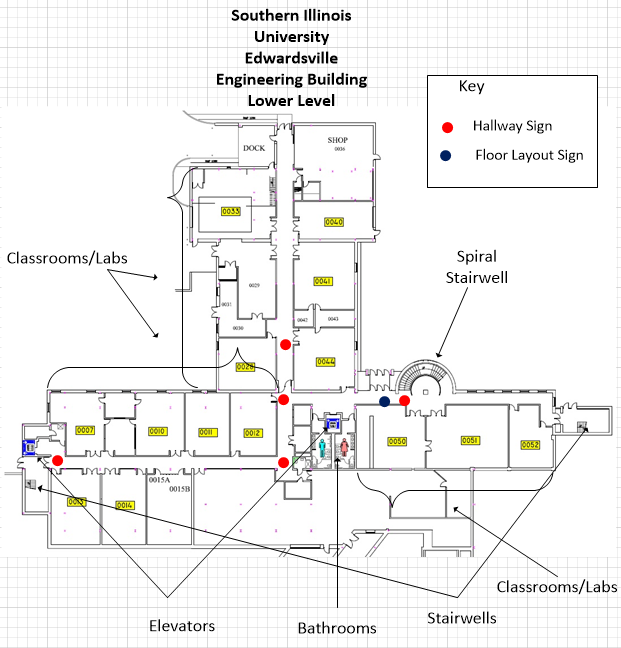 Southern Illinois
University
Edwardsville
Engineering Building
Lower Level
Key
Hallway Sign
Floor Layout Sign
DOCK
SHOP
0036
0033
0040
Classrooms/Labs
Spiral
Stairwell
0029
0041
0031
0042
0043
0030
0028
0044
0007
0010
0011
0012
0050
0051
0052
0015A
0015B
0013
0014
Classrooms/Labs
Elevators
Bathrooms
Stairwells